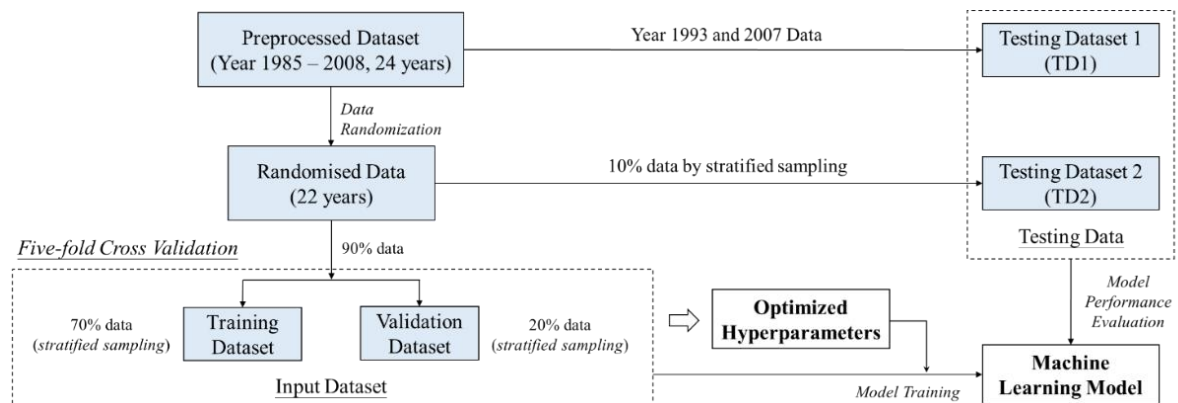 Preprocessed Dataset
(Year 1985 – 2008, 24 years)
Year 1993 and 2007 Data
Testing Dataset 1
(TD1)
Data
Randomization
Randomised Data
(22 years)
10% data by stratified sampling
Testing Dataset 2
(TD2)
Testing Data
Five-fold Cross Validation
90% data
70% data
(stratified sampling)
Training
Dataset
Validation
Dataset
20% data
(stratified sampling)
Input Dataset
Optimized
Hyperparameters
Model
Performance
Evaluation
Model Training
Machine
Learning Model